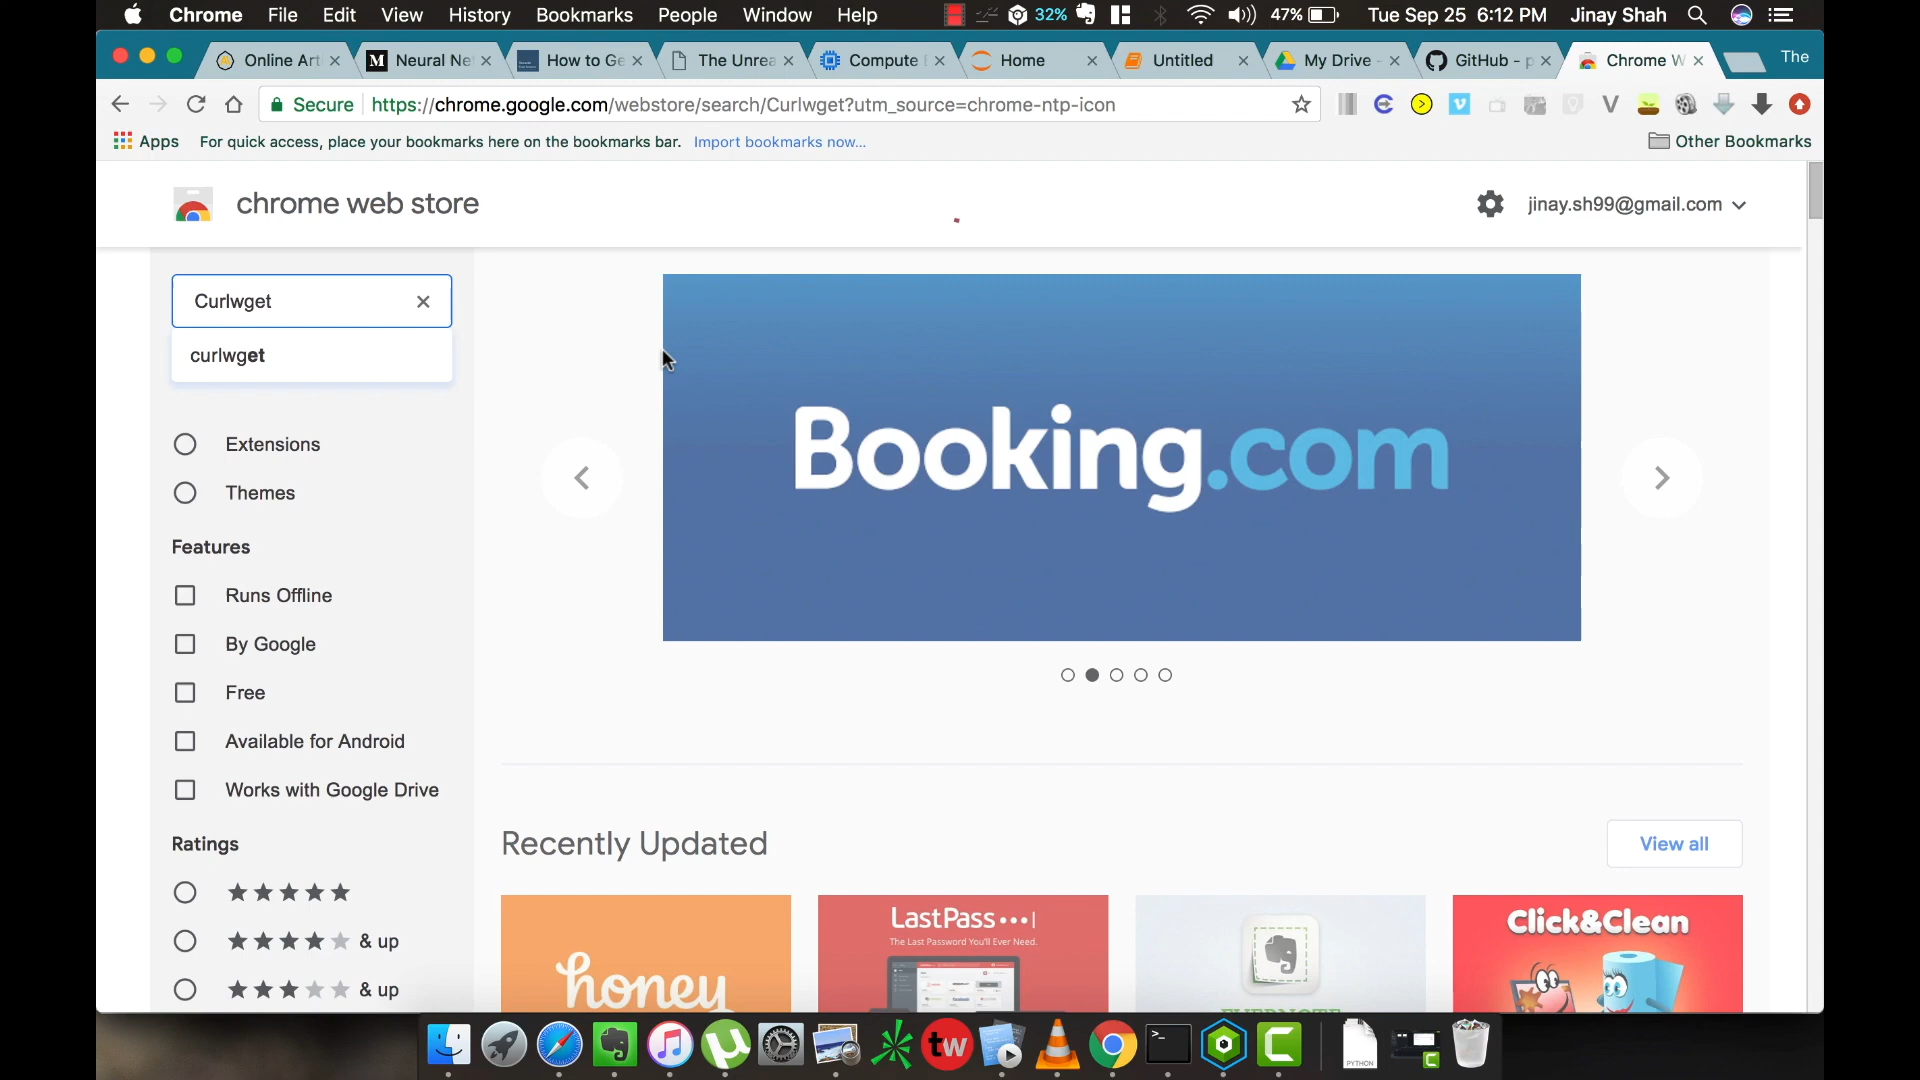 Chrome File Edit View History Bookmarks People Window Help 32% 47% Tue Sep 25 6:12 PM Jinay Shah
Online Art M Neural Ne How to Ge The Unrea Compute E Home Untitled My Drive - GitHub - p Chrome W The
Secure https://chrome.google.com/webstore/search/Curlwget?utm_source=chrome-ntp-icon
Apps For quick access, place your bookmarks here on the bookmarks bar. Import bookmarks now... Other Bookmarks
chrome web store jinay.sh99@gmail.com
Curlwget
curlwget
Extensions
Themes
Features
Runs Offline
By Google
Free
Available for Android
Works with Google Drive
Ratings
& up
& up
Booking.com
Recently Updated View all
honey
LastPass •••|
The Last Password You'll Ever Need.
EVERNOTE
Click&Clean
tw
PYTHON